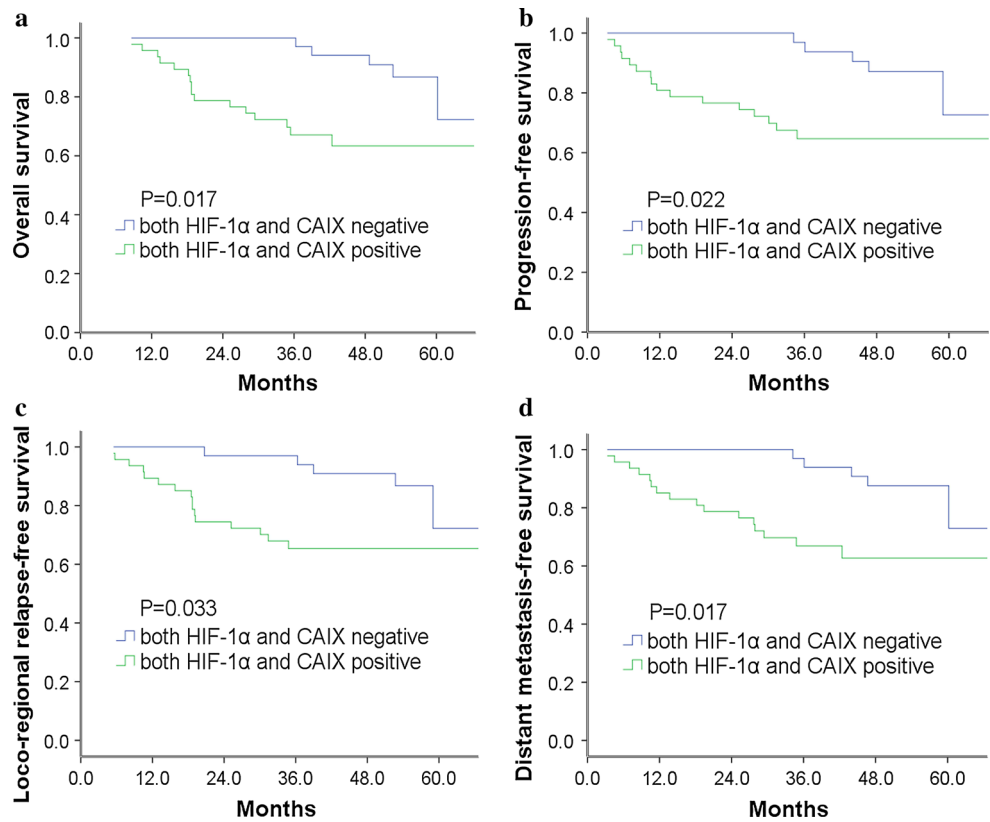 a
Overall survival
1.0
0.8
0.6
0.4
0.2
0.0
P=0.017
both HIF-1α and CAIX negative
both HIF-1α and CAIX positive
0.0 12.0 24.0 36.0 48.0 60.0
Months
b
Progression-free survival
1.0
0.8
0.6
0.4
0.2
0.0
P=0.022
both HIF-1α and CAIX negative
both HIF-1α and CAIX positive
0.0 12.0 24.0 36.0 48.0 60.0
Months
c
Loco-regional relapse-free survival
1.0
0.8
0.6
0.4
0.2
0.0
P=0.033
both HIF-1α and CAIX negative
both HIF-1α and CAIX positive
0.0 12.0 24.0 36.0 48.0 60.0
Months
d
Distant metastasis-free survival
1.0
0.8
0.6
0.4
0.2
0.0
P=0.017
both HIF-1α and CAIX negative
both HIF-1α and CAIX positive
0.0 12.0 24.0 36.0 48.0 60.0
Months